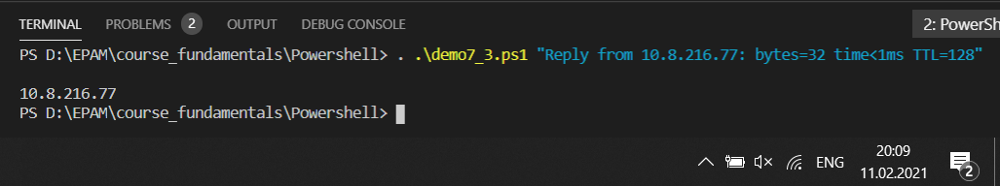 TERMINAL PROBLEMS 2 OUTPUT DEBUG CONSOLE 2: PowerSh
PS D:\EPAM\course_fundamentals\Powershell> . .\demo7_3.ps1 "Reply from 10.8.216.77: bytes=32 time<1ms TTL=128"
10.8.216.77
PS D:\EPAM\course_fundamentals\Powershell>
ENG 20:09
11.02.2021 2